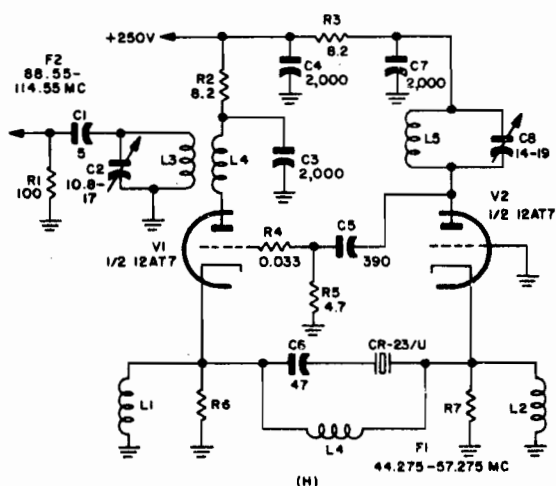 +250V
R3
8.2
F2
88.55-
114.55 MC
R2
8.2
C4
2,000
C7
2,000
C1
5
C2
10.8-
17
L3
L4
C3
2,000
L5
C8
14-19
R1
100
V1
1/2 12AT7
R4
0.033
C5
390
V2
1/2 12AT7
R5
4.7
C6
47
CR-23/U
L1
R6
L4
R7
L2
F1
44.275-57.275 MC
(H)